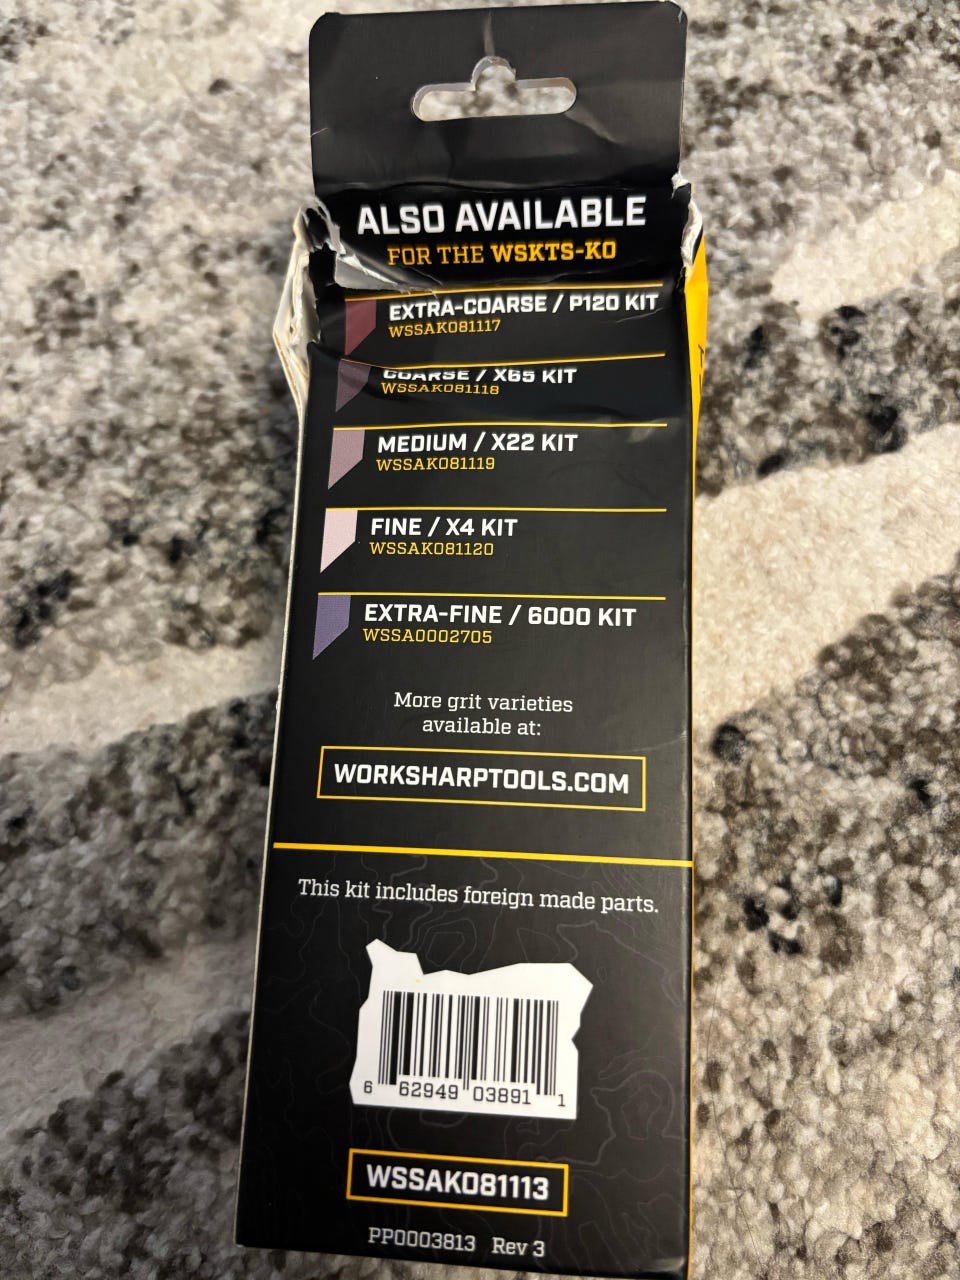 ALSO AVAILABLE
FOR THE WSKTS-KO
EXTRA-COARSE / P120 KIT
WSSAK081117
COARSE / X65 KIT
WSSAK081118
MEDIUM / X22 KIT
WSSAK081119
FINE / X4 KIT
WSSAK081120
EXTRA-FINE / 6000 KIT
WSSA0002705
More grit varieties
available at:
WORKSHARPTOOLS.COM
This kit includes foreign made parts.
6 62949 03891 1
WSSAK081113
PP0003813 Rev 3